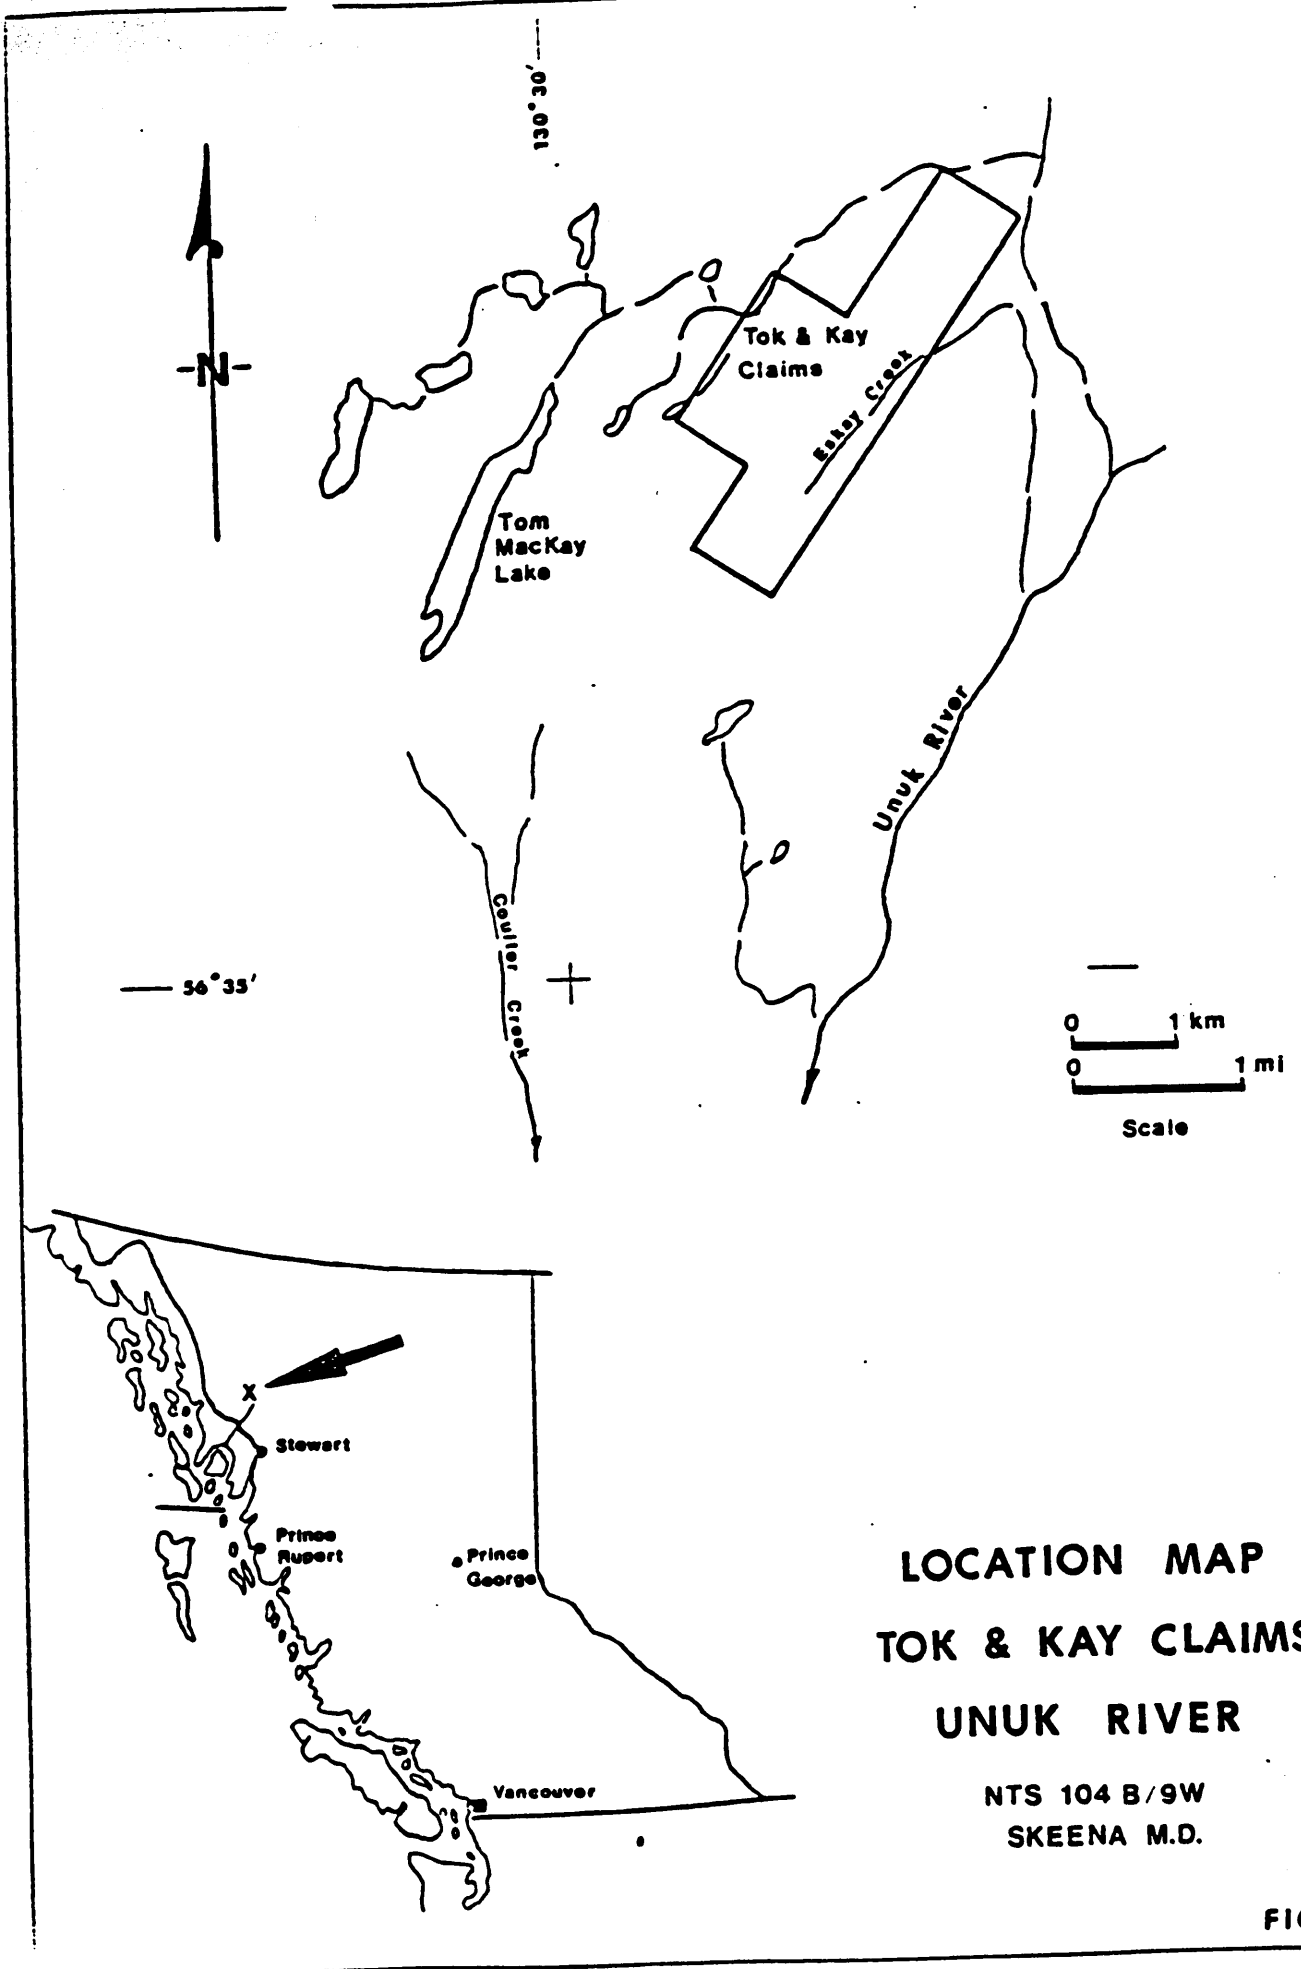 130° 30'
-N-
Tok & Kay
Claims
Eskay Creek
Tom
MacKay
Lake
Unuk River
Coulter Creek
56° 35'
0 1 km
0 1 mi
Scale
X
Stewart
Prince
Rupert
Prince
George
Vancouver
LOCATION MAP
TOK & KAY CLAIMS
UNUK RIVER
NTS 104 B/9W
SKEENA M.D.